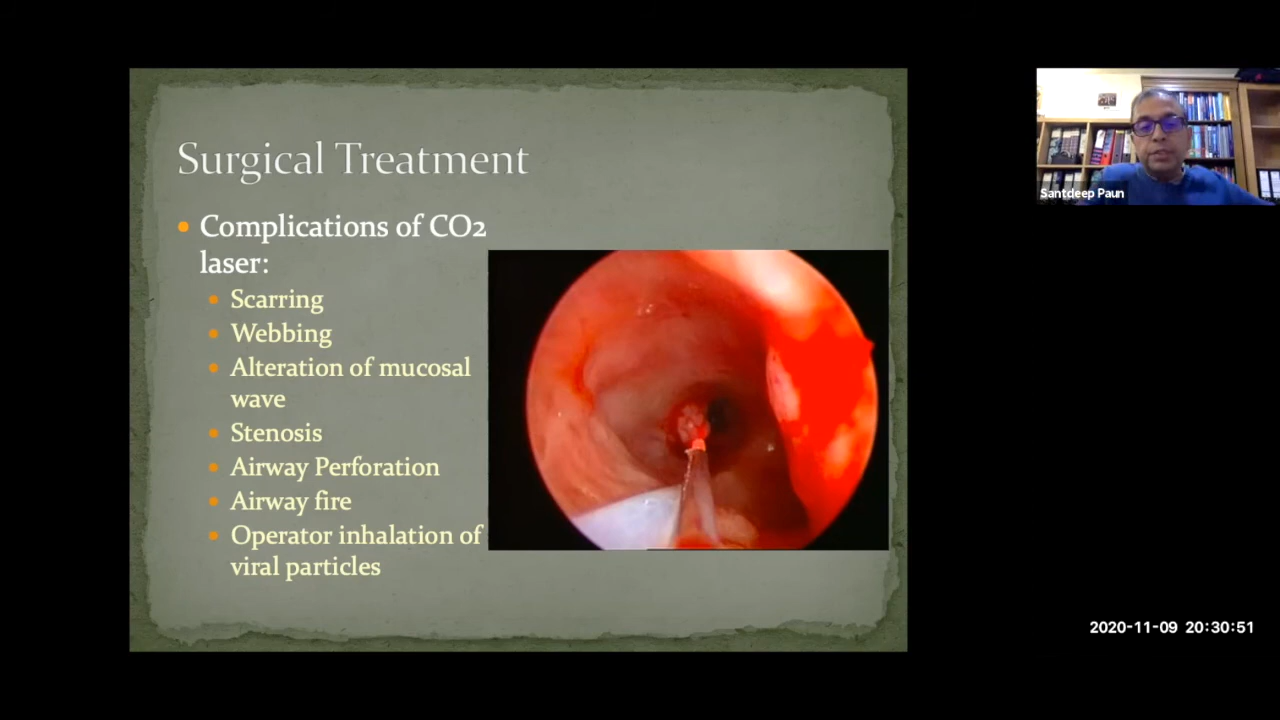 Surgical Treatment
Complications of CO2
laser:
Scarring
Webbing
Alteration of mucosal
wave
Stenosis
Airway Perforation
Airway fire
Operator inhalation of
viral particles
Santdeep Paun
2020-11-09 20:30:51